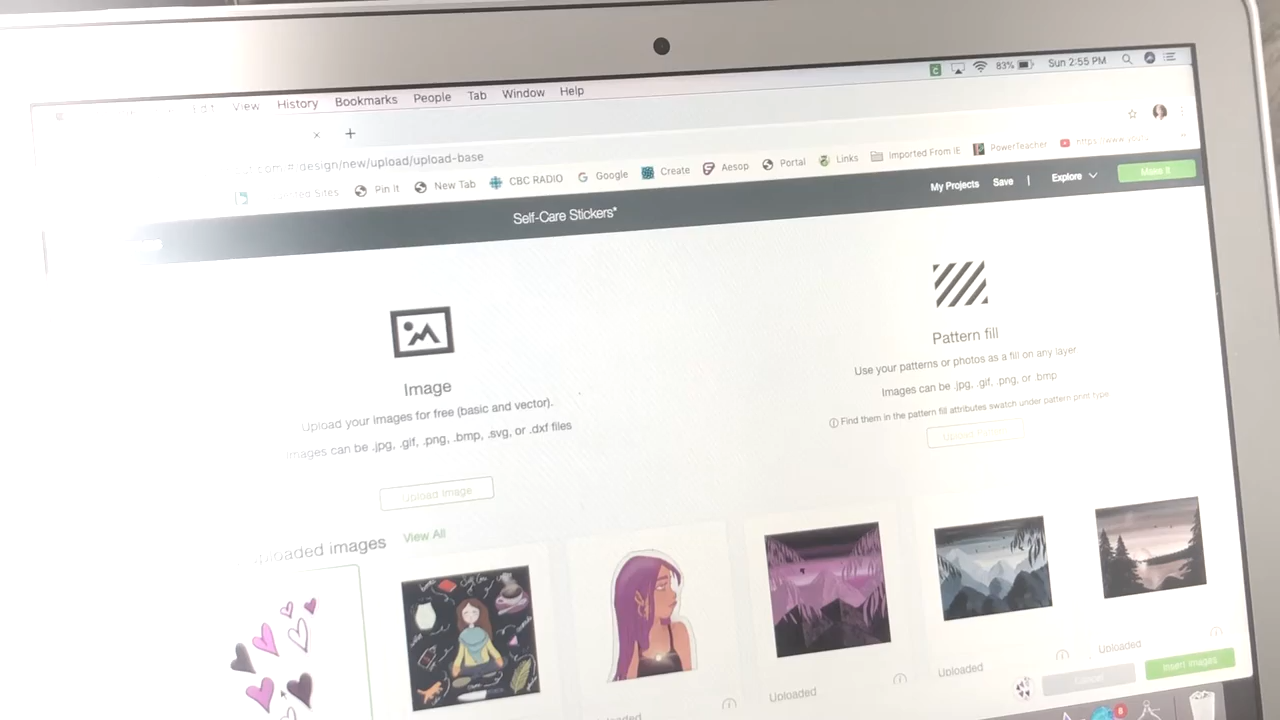 View History Bookmarks People Tab Window Help 83% Sun 2:55 PM
× +
/design/new/upload/upload-base
Pin It New Tab CBC RADIO Google Create Aesop Portal Links Imported From IE PowerTeacher
Self-Care Stickers* My Projects Save | Explore Make It
Image
Upload your images for free (basic and vector).
Images can be .jpg, .gif, .png, .bmp, .svg, or .dxf files
Upload Image
Pattern fill
Use your patterns or photos as a fill on any layer
Images can be .jpg, .gif, .png, or .bmp
Find them in the pattern fill attributes swatch under pattern print type
Uploaded images View All
Uploaded
Uploaded
Uploaded
Cancel Insert Images
8